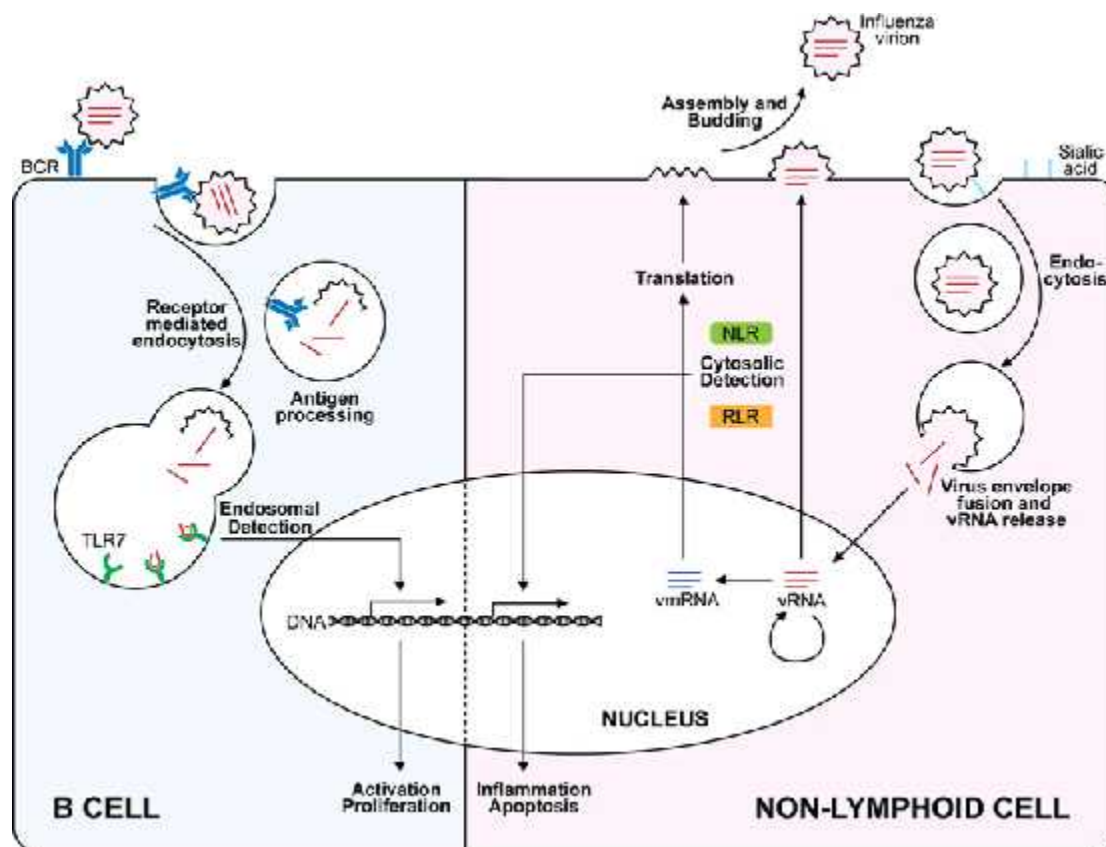 Influenza
virion
Assembly and
Budding
BCR
Sialic
acid
Endo-
cytosis
Translation
Receptor
mediated
endocytosis
NLR
Cytosolic
Detection
RLR
Antigen
processing
Virus envelope
fusion and
vRNA release
Endosomal
Detection
TLR7
vmRNA
vRNA
DNA
NUCLEUS
Activation
Proliferation
Inflammation
Apoptosis
B CELL
NON-LYMPHOID CELL